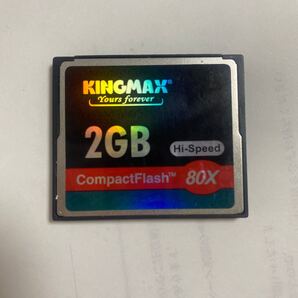 KINGMAX®
Yours forever
2GB
Hi-Speed
CompactFlash™ 80X